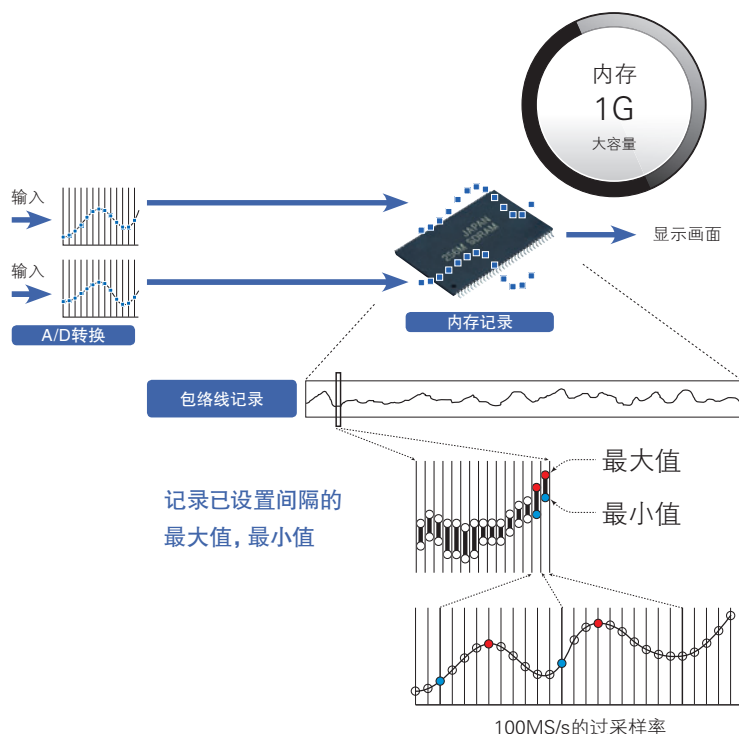 内存
1G
大容量
输入
输入
A/D转换
JAPAN
256M SDRAM
内存记录
显示画面
包络线记录
记录已设置间隔的
最大值，最小值
最大值
最小值
100MS/s的过采样率